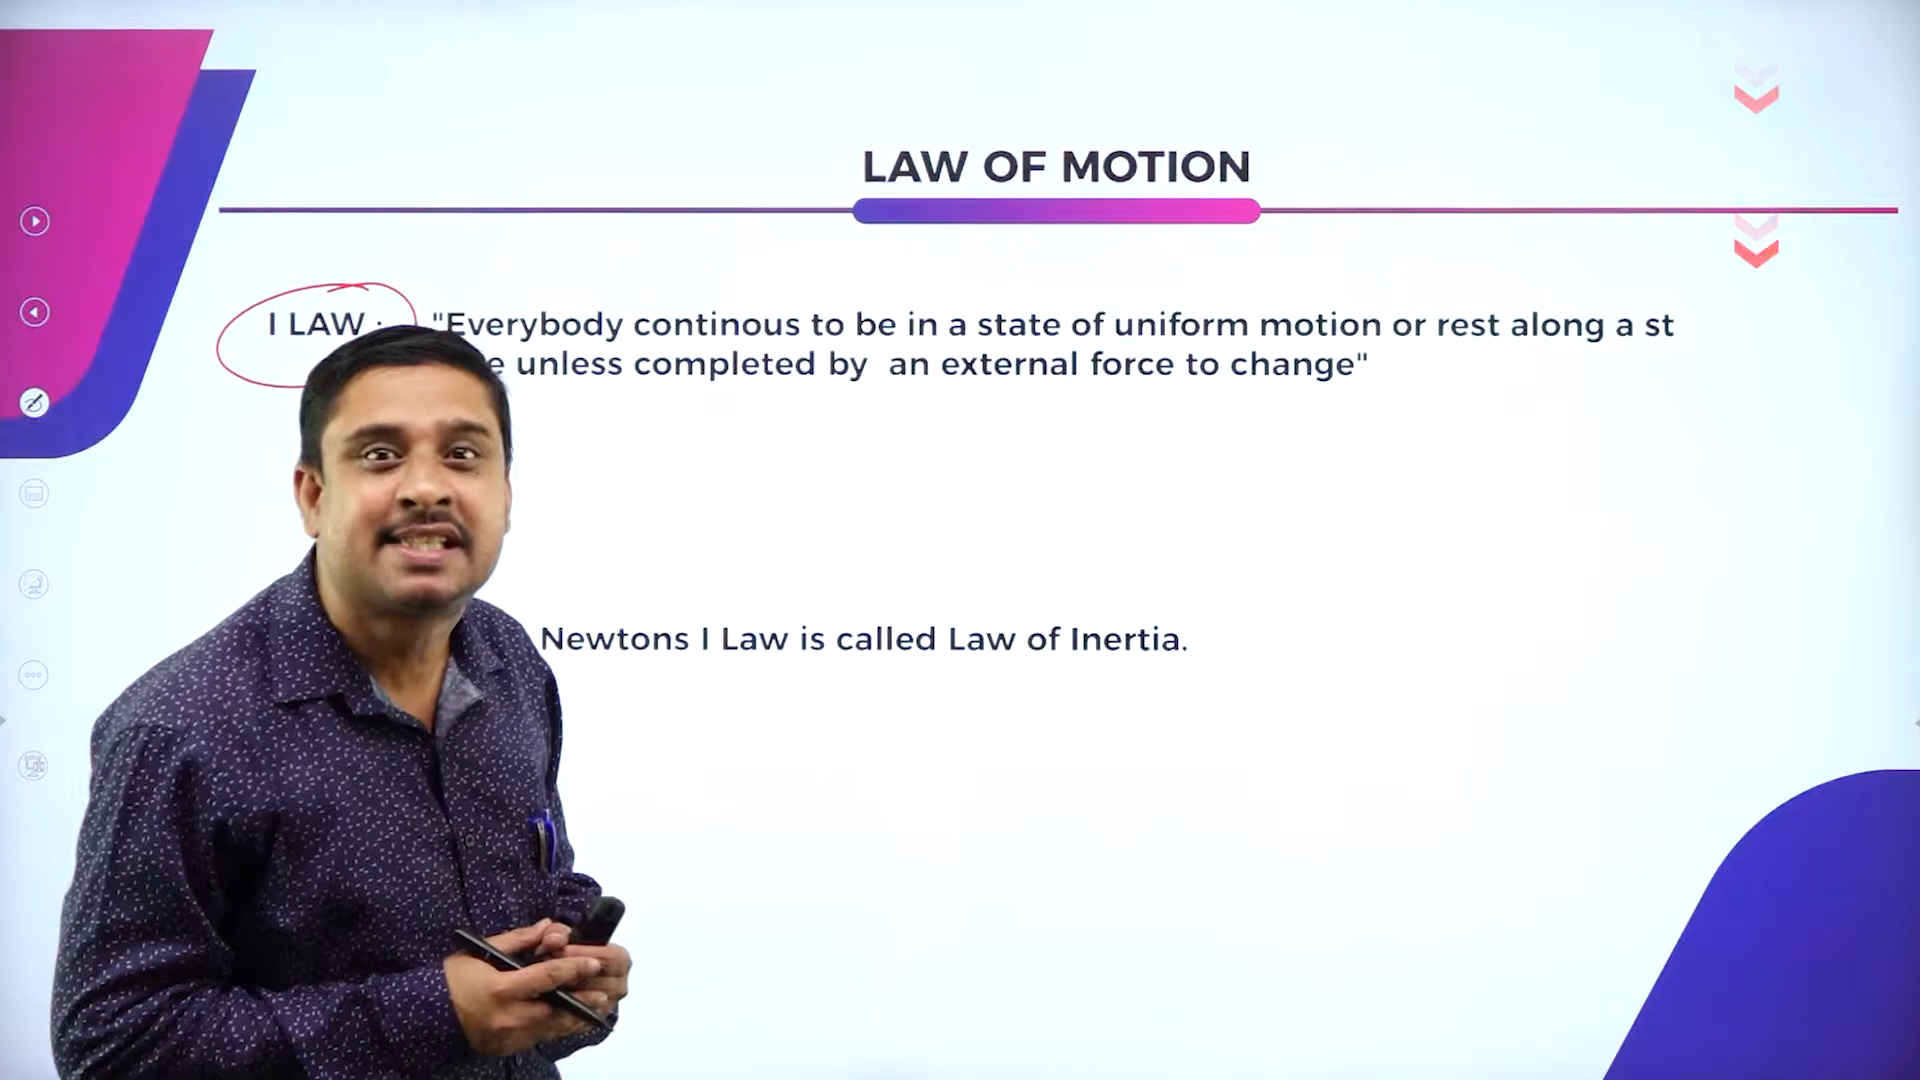 LAW OF MOTION
I LAW : "Everybody continous to be in a state of uniform motion or rest along a st
unless completed by an external force to change"
Newtons I Law is called Law of Inertia.